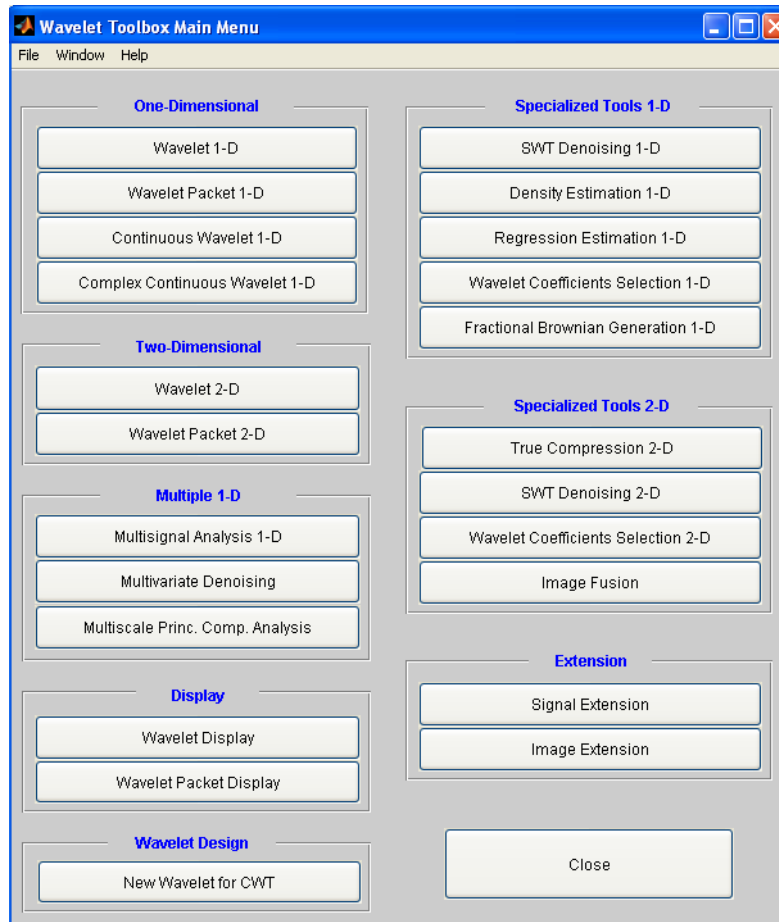 Wavelet Toolbox Main Menu
File Window Help
One-Dimensional
Wavelet 1-D
Wavelet Packet 1-D
Continuous Wavelet 1-D
Complex Continuous Wavelet 1-D
Two-Dimensional
Wavelet 2-D
Wavelet Packet 2-D
Multiple 1-D
Multisignal Analysis 1-D
Multivariate Denoising
Multiscale Princ. Comp. Analysis
Display
Wavelet Display
Wavelet Packet Display
Wavelet Design
New Wavelet for CWT
Specialized Tools 1-D
SWT Denoising 1-D
Density Estimation 1-D
Regression Estimation 1-D
Wavelet Coefficients Selection 1-D
Fractional Brownian Generation 1-D
Specialized Tools 2-D
True Compression 2-D
SWT Denoising 2-D
Wavelet Coefficients Selection 2-D
Image Fusion
Extension
Signal Extension
Image Extension
Close